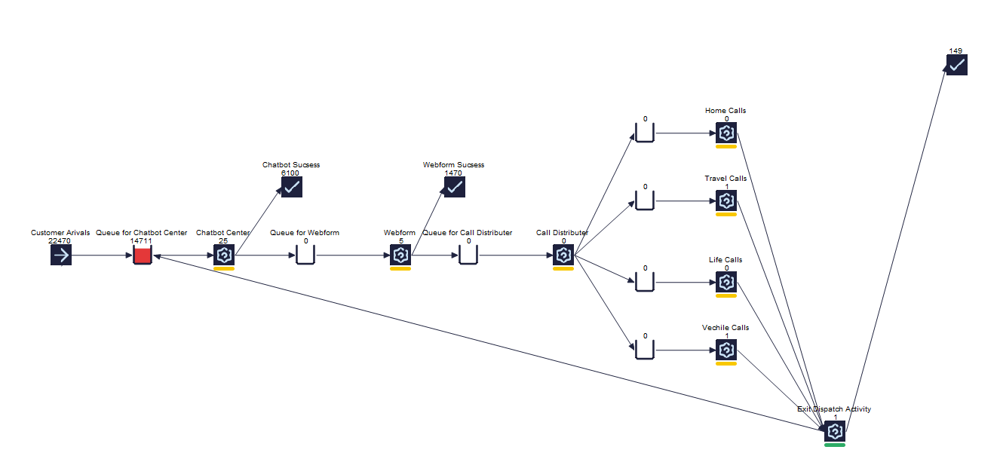 149
Home Calls
0
0
Travel Calls
1
0
Chatbot Sucsess
6100
Webform Sucsess
1470
Customer Arivals
22470
Queue for Chatbot Center
14711
Chatbot Center
25
Queue for Webform
0
Webform
5
Queue for Call Distributer
0
Call Distributer
0
Life Calls
0
0
Vechile Calls
1
0
Exit Dispatch Activity
1